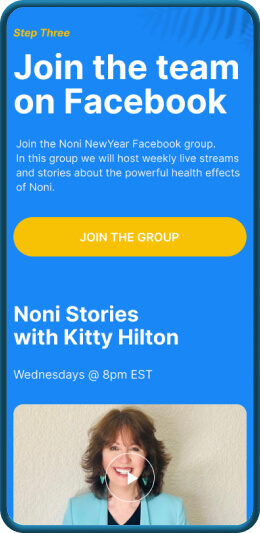 Step Three
Join the team
on Facebook
Join the Noni NewYear Facebook group.
In this group we will host weekly live streams
and stories about the powerful health effects
of Noni.
JOIN THE GROUP
Noni Stories
with Kitty Hilton
Wednesdays @ 8pm EST